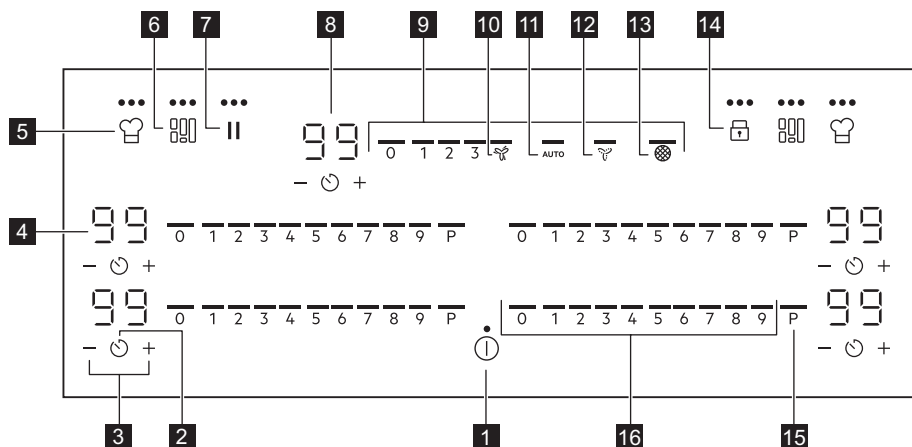 6 7 8 9 10 11 12 13 14
5
99 0 1 2 3 AUTO
− +
4 99 0 1 2 3 4 5 6 7 8 9 P 0 1 2 3 4 5 6 7 8 9 P 99
− + − +
99 0 1 2 3 4 5 6 7 8 9 P 0 1 2 3 4 5 6 7 8 9 P 99
− + − +
3 2 1 16 15